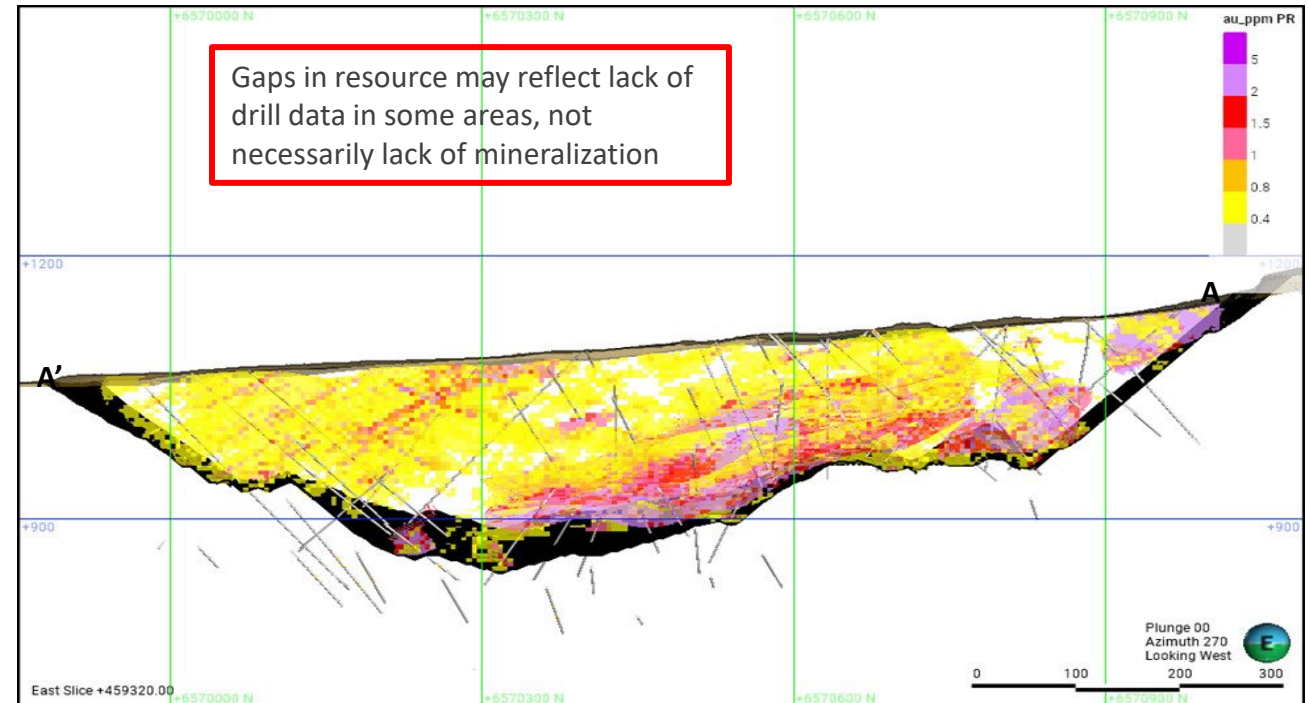 +6570000 N
+6570300 N
+6570600 N
+6570900 N
au_ppm PR
5
2
1.5
1
0.8
0.4
Gaps in resource may reflect lack of
drill data in some areas, not
necessarily lack of mineralization
+1200
+1200
A
A’
+900
+900
Plunge 00
Azimuth 270
Looking West
E
0 100 200 300
East Slice +459320.00
+6570000 N
+6570300 N
+6570600 N
+6570900 N